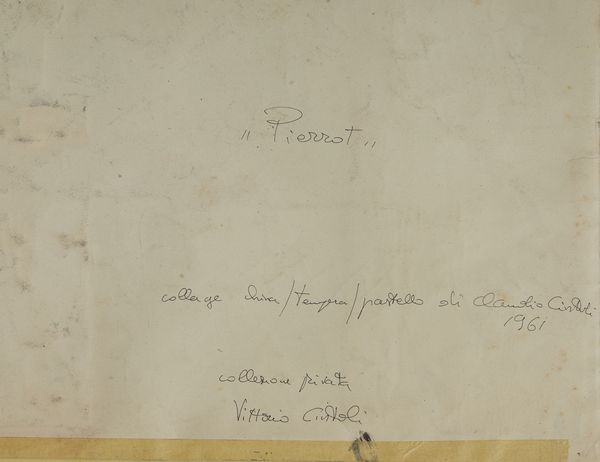 "Pierrot"
collage china/tempera/pastello di Claudio Cintoli
1961
collezione privata
Vittorio Cintoli